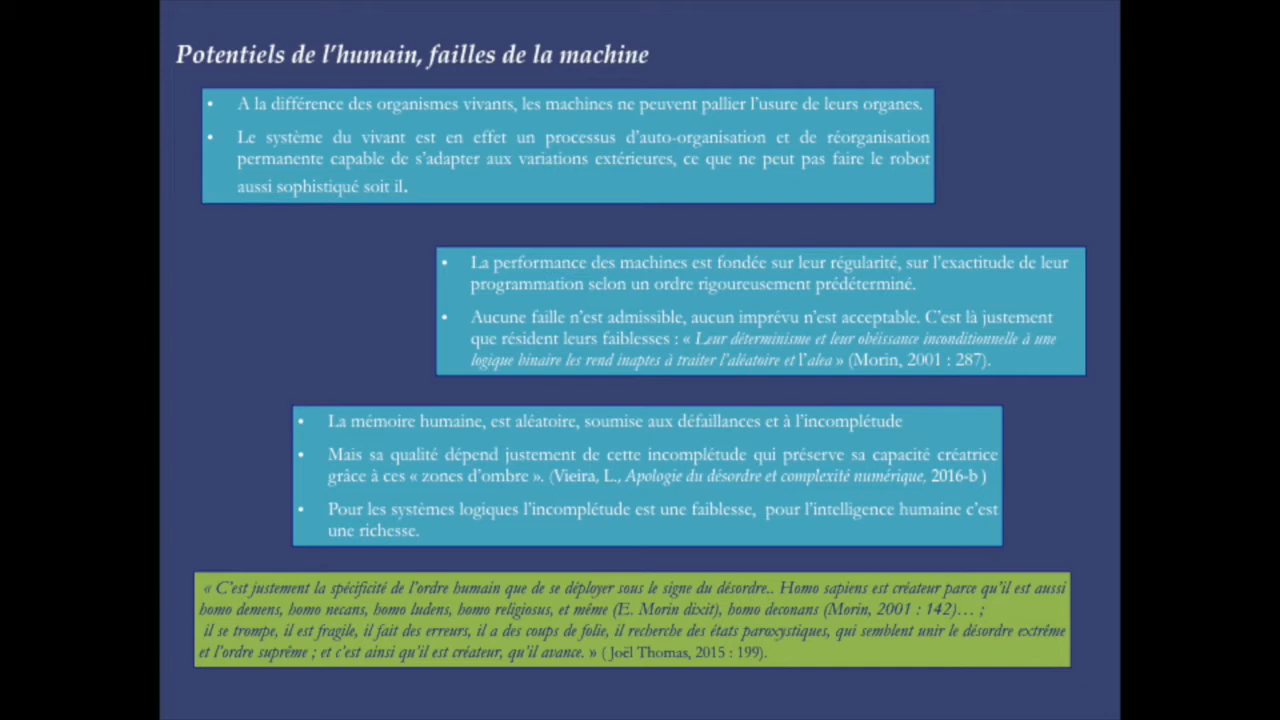 Potentiels de l'humain, failles de la machine
• A la différence des organismes vivants, les machines ne peuvent pallier l'usure de leurs organes.
• Le système du vivant est en effet un processus d'auto-organisation et de réorganisation
permanente capable de s'adapter aux variations extérieures, ce que ne peut pas faire le robot
aussi sophistiqué soit il.
• La performance des machines est fondée sur leur régularité, sur l'exactitude de leur
programmation selon un ordre rigoureusement prédéterminé.
• Aucune faille n'est admissible, aucun imprévu n'est acceptable. C'est là justement
que résident leurs faiblesses : « Leur déterminisme et leur obéissance inconditionnelle à une
logique binaire les rend inaptes à traiter l'aléatoire et l'alea » (Morin, 2001 : 287).
• La mémoire humaine, est aléatoire, soumise aux défaillances et à l'incomplétude
• Mais sa qualité dépend justement de cette incomplétude qui préserve sa capacité créatrice
grâce à ces « zones d'ombre ». (Vieira, L., Apologie du désordre et complexité numérique, 2016-b )
• Pour les systèmes logiques l'incomplétude est une faiblesse, pour l'intelligence humaine c'est
une richesse.
« C'est justement la spécificité de l'ordre humain que de se déployer sous le signe du désordre.. Homo sapiens est créateur parce qu'il est aussi
homo demens, homo necans, homo ludens, homo religiosus, et même (E. Morin dixit), homo deconans (Morin, 2001 : 142)… ;
il se trompe, il est fragile, il fait des erreurs, il a des coups de folie, il recherche des états paroxystiques, qui semblent unir le désordre extrême
et l'ordre suprême ; et c'est ainsi qu'il est créateur, qu'il avance. » ( Joël Thomas, 2015 : 199).